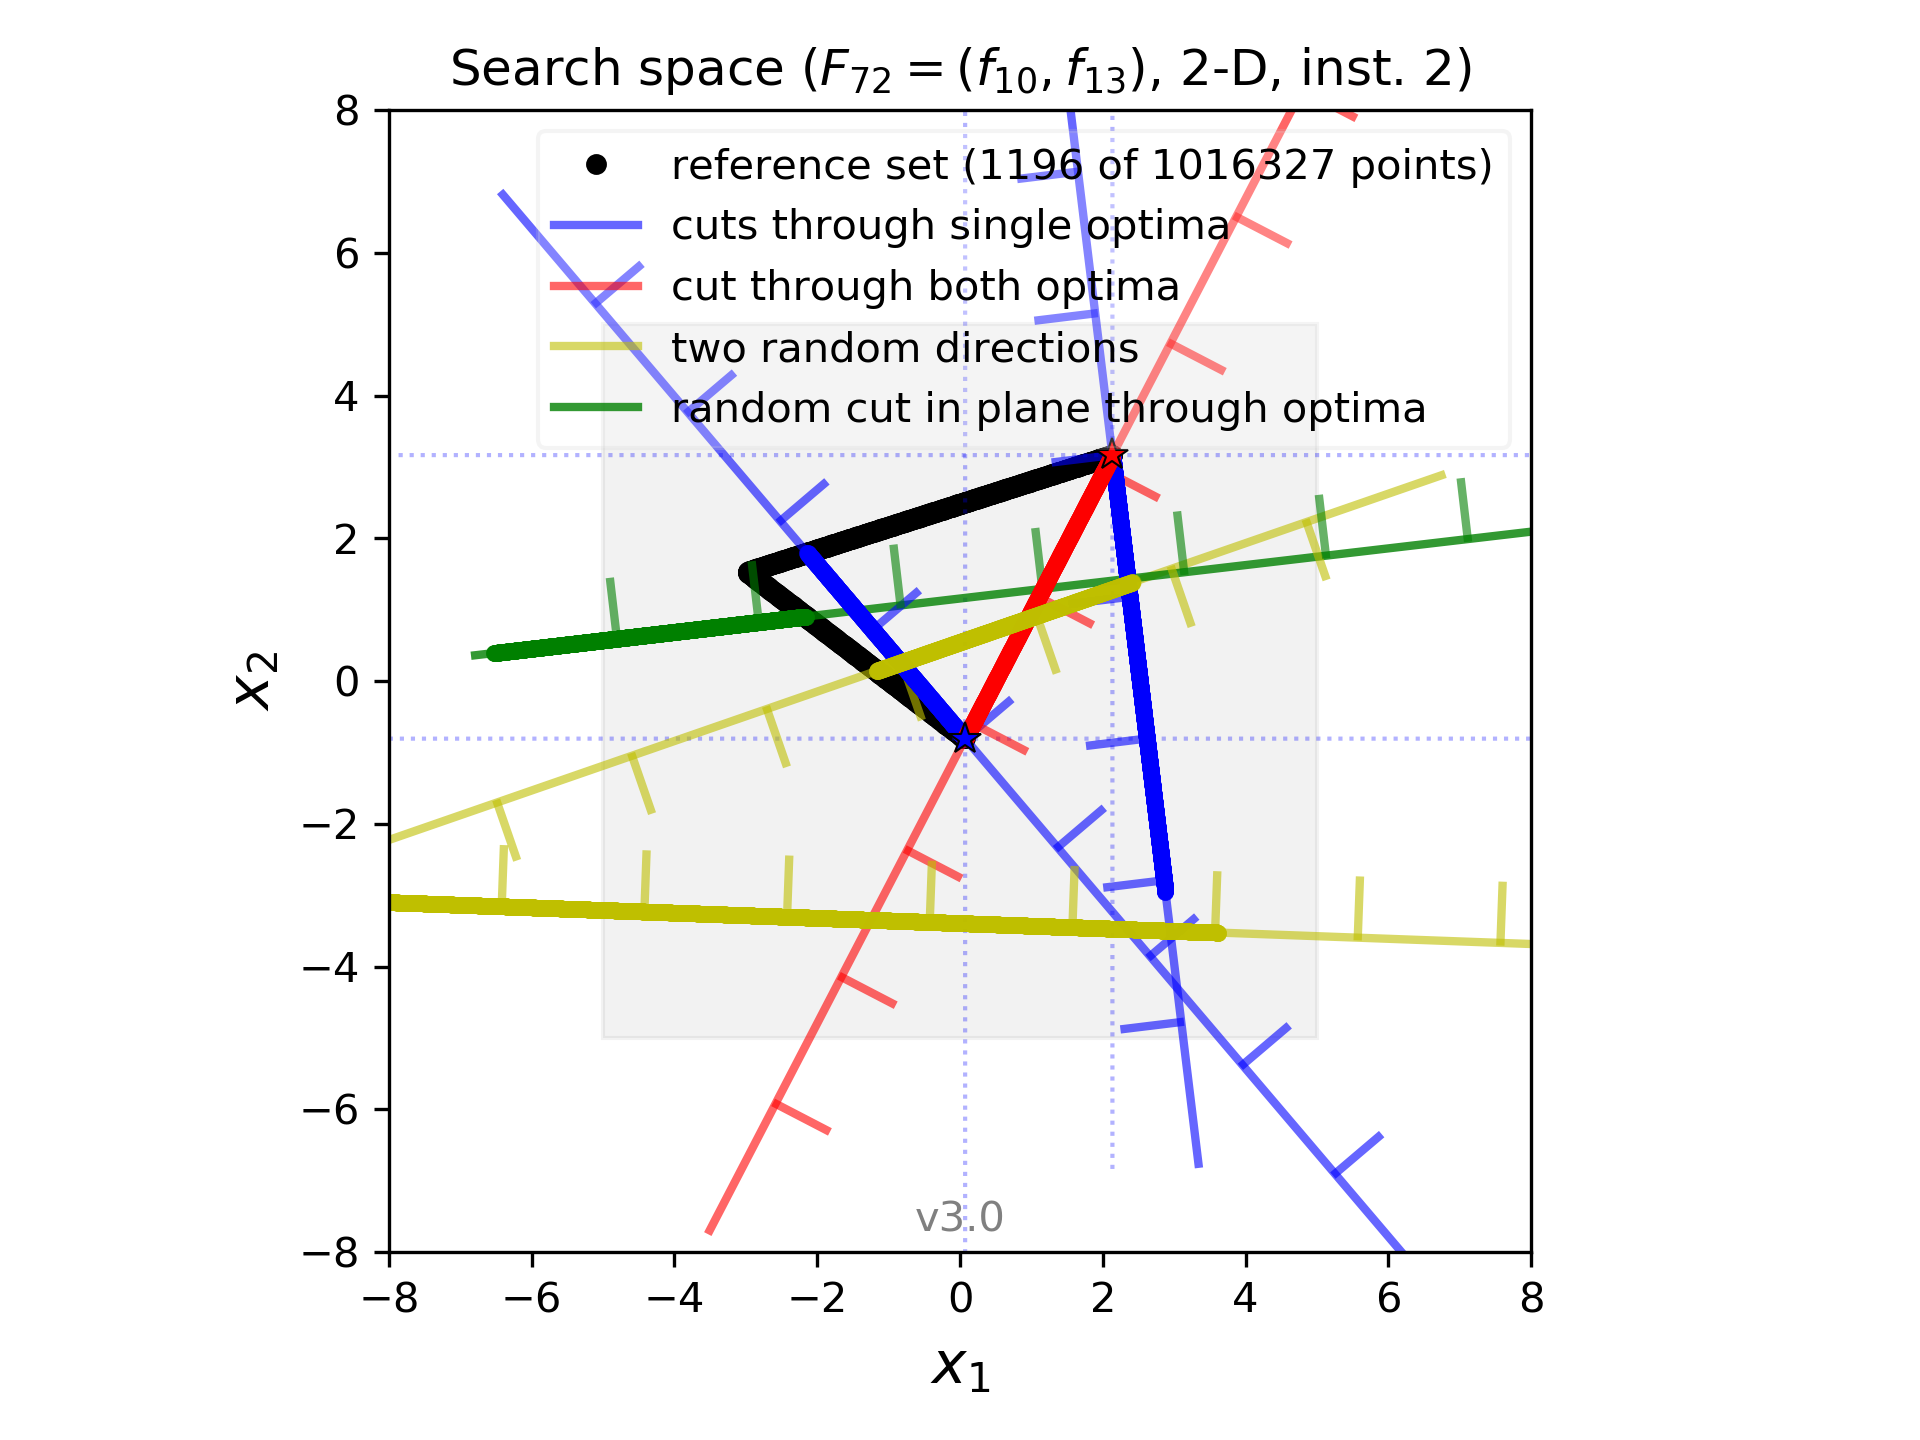 Search space (F₇₂ = (f₁₀, f₁₃), 2-D, inst. 2)
reference set (1196 of 1016327 points)
cuts through single optima
cut through both optima
two random directions
random cut in plane through optima
8
6
4
2
0
−2
−4
−6
−8
x₂
v3.0
−8 −6 −4 −2 0 2 4 6 8
x₁